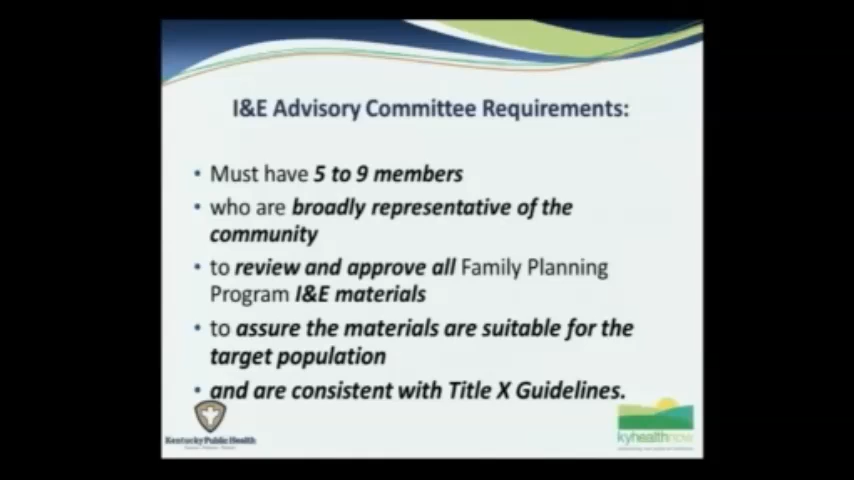 I&E Advisory Committee Requirements:
• Must have 5 to 9 members
• who are broadly representative of the
community
• to review and approve all Family Planning
Program I&E materials
• to assure the materials are suitable for the
target population
• and are consistent with Title X Guidelines.
Kentucky Public Health
kyhealthnow